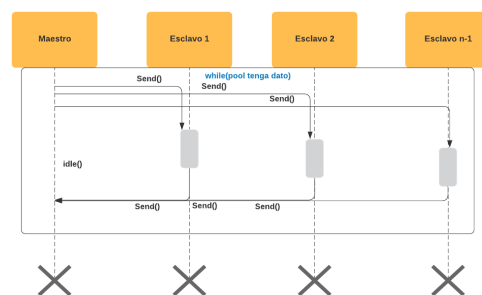 Maestro
Esclavo 1
Esclavo 2
Esclavo n-1
while(pool tenga dato)
Send()
Send()
Send()
idle()
Send()
Send()
Send()